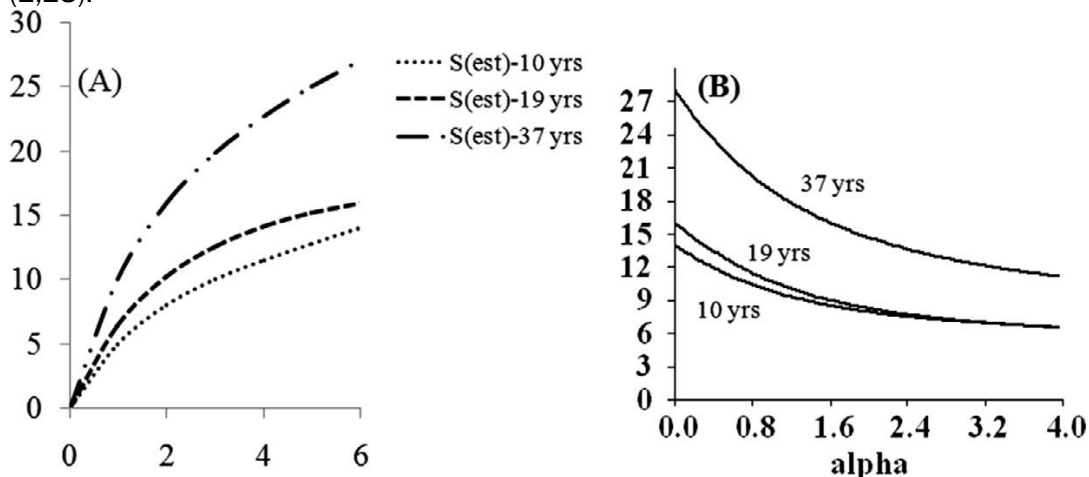 30
25
20
15
10
5
0
0 2 4 6
(A)
S(est)-10 yrs
S(est)-19 yrs
S(est)-37 yrs
(B)
27
24
21
18
15
12
9
6
3
0
37 yrs
19 yrs
10 yrs
0.0 0.8 1.6 2.4 3.2 4.0
alpha